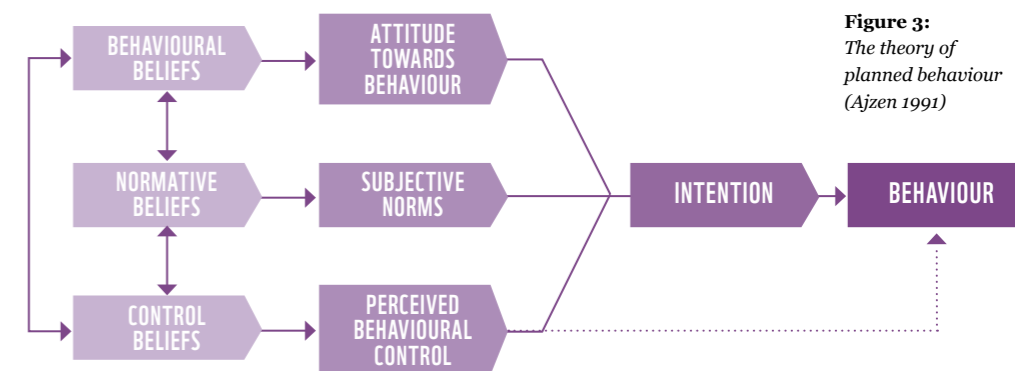 BEHAVIOURAL
BELIEFS
ATTITUDE
TOWARDS
BEHAVIOUR
Figure 3:
The theory of
planned behaviour
(Ajzen 1991)
NORMATIVE
BELIEFS
SUBJECTIVE
NORMS
INTENTION
BEHAVIOUR
CONTROL
BELIEFS
PERCEIVED
BEHAVIOURAL
CONTROL